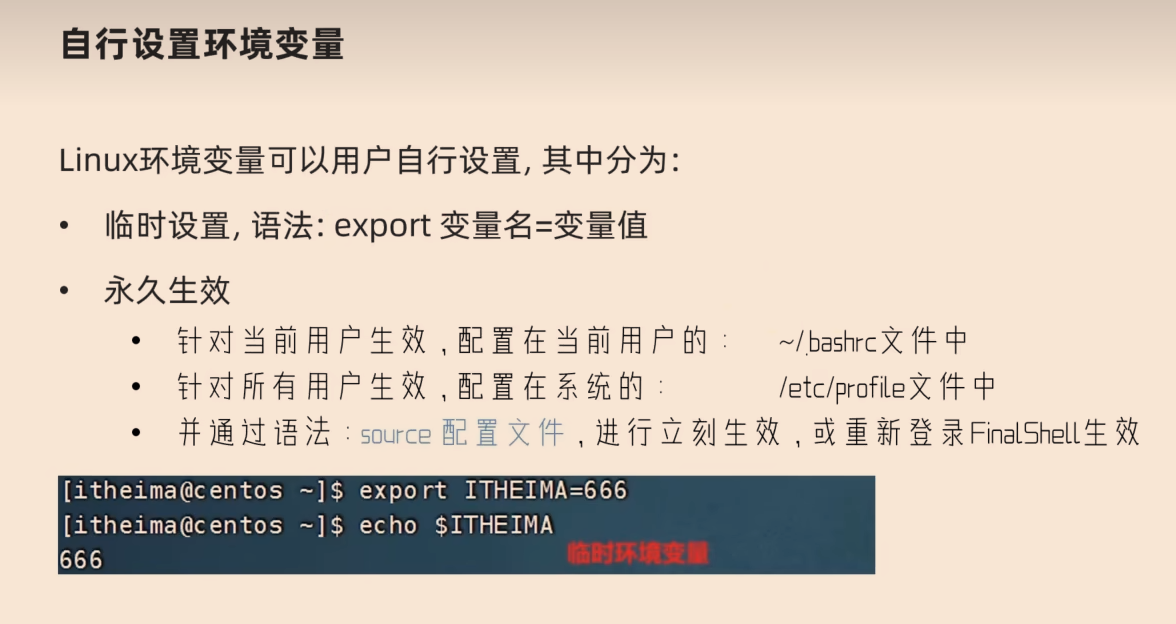 自行设置环境变量
Linux环境变量可以用户自行设置, 其中分为:
• 临时设置, 语法: export 变量名=变量值
• 永久生效
• 针对当前用户生效,配置在当前用户的: ~/.bashrc文件中
• 针对所有用户生效,配置在系统的: /etc/profile文件中
• 并通过语法:source 配置文件,进行立刻生效,或重新登录FinalShell生效
[itheima@centos ~]$ export ITHEIMA=666
[itheima@centos ~]$ echo $ITHEIMA
666
临时环境变量